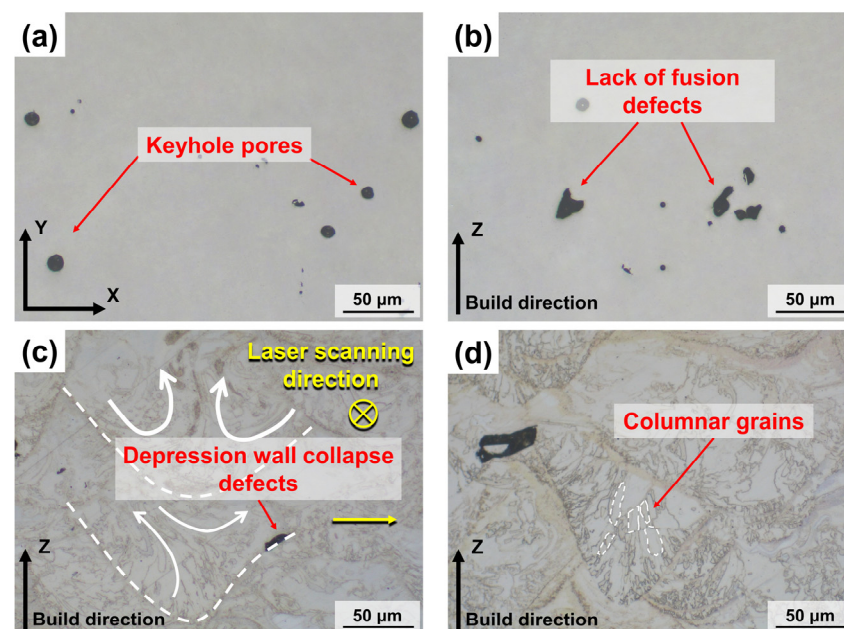 (a)
Keyhole pores
Y
X
50 μm
(b)
Lack of fusion
defects
Z
Build direction
50 μm
(c)
Laser scanning
direction
Depression wall collapse
defects
Z
Build direction
50 μm
(d)
Columnar grains
Z
Build direction
50 μm